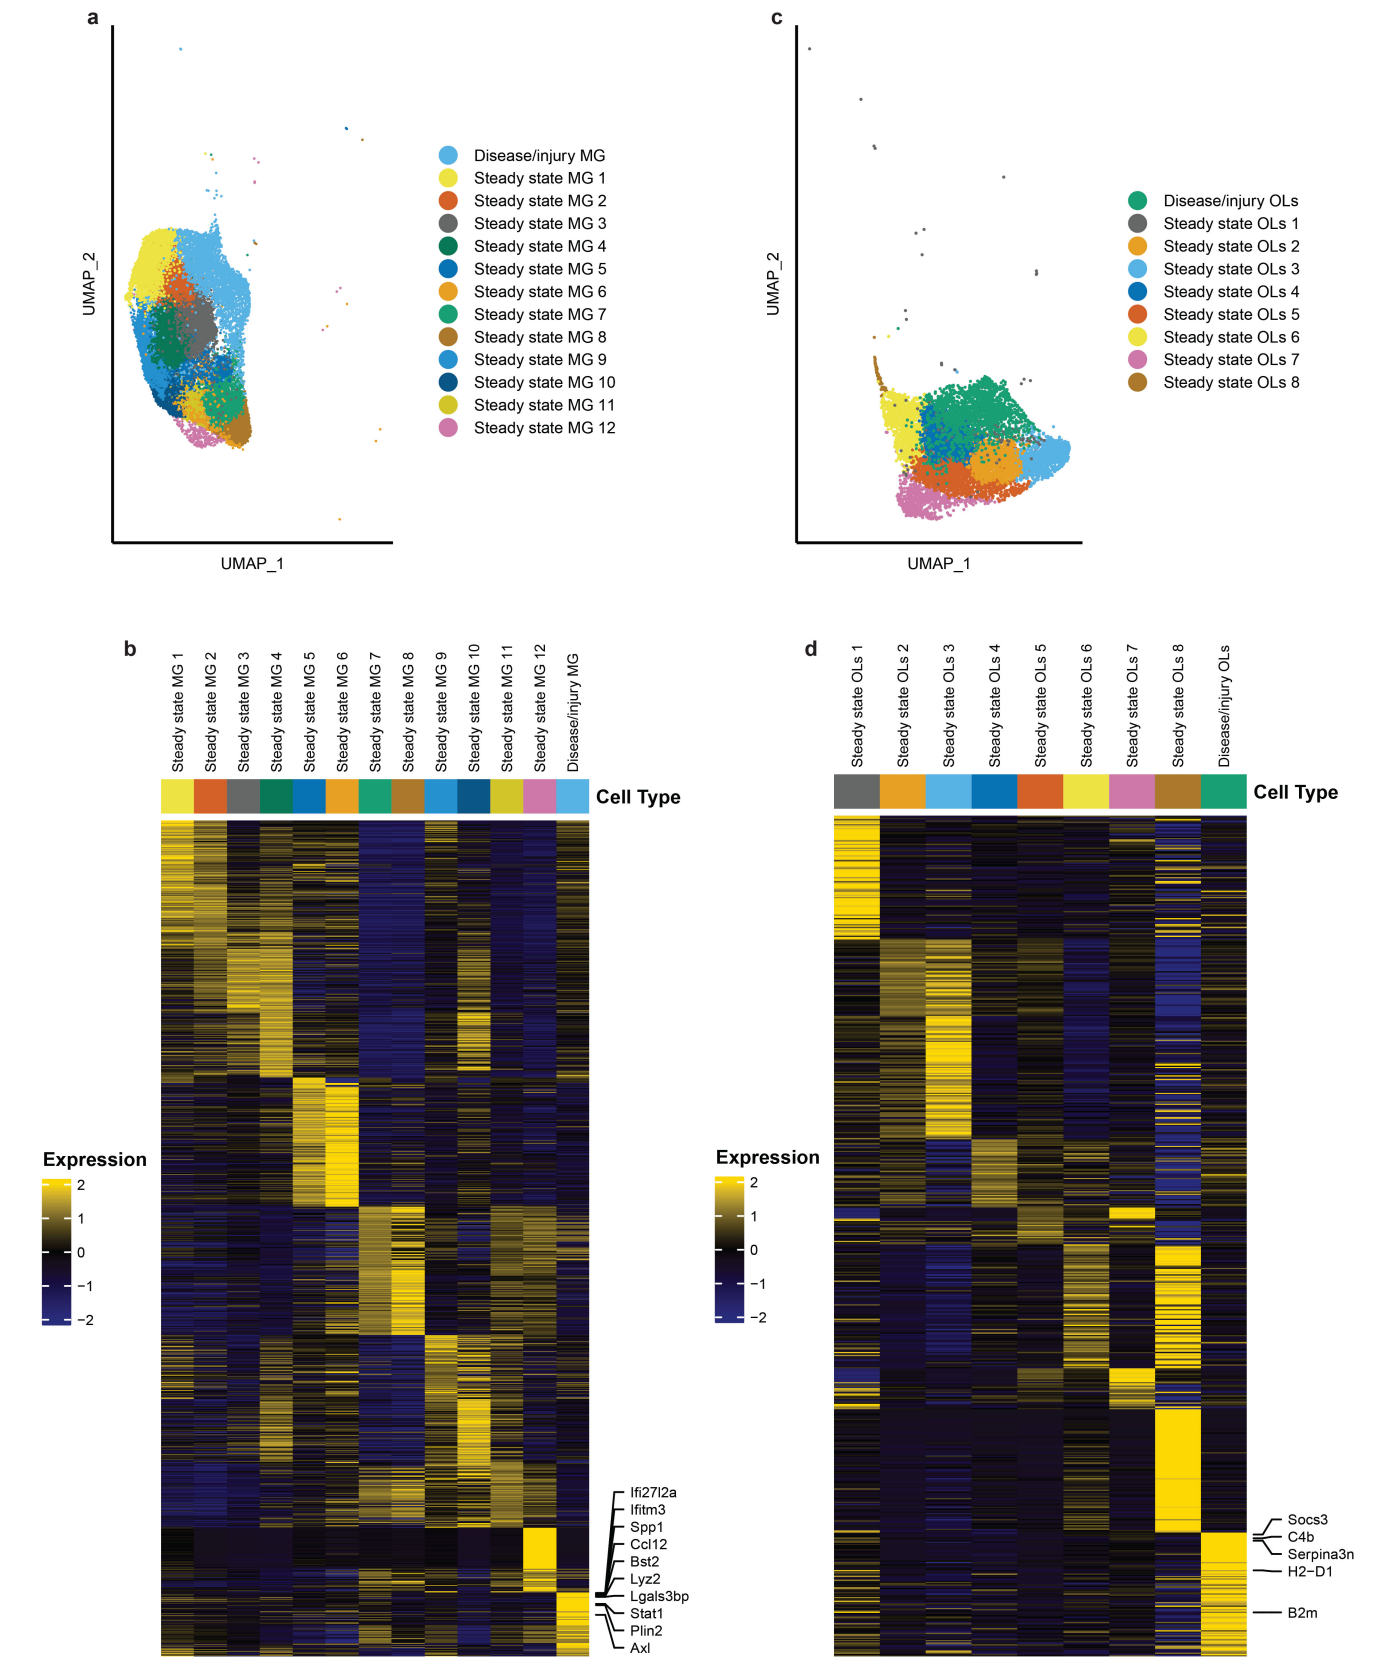 a
UMAP_2
UMAP_1
Disease/injury MG
Steady state MG 1
Steady state MG 2
Steady state MG 3
Steady state MG 4
Steady state MG 5
Steady state MG 6
Steady state MG 7
Steady state MG 8
Steady state MG 9
Steady state MG 10
Steady state MG 11
Steady state MG 12
c
UMAP_2
UMAP_1
Disease/injury OLs
Steady state OLs 1
Steady state OLs 2
Steady state OLs 3
Steady state OLs 4
Steady state OLs 5
Steady state OLs 6
Steady state OLs 7
Steady state OLs 8
b
Steady state MG 1
Steady state MG 2
Steady state MG 3
Steady state MG 4
Steady state MG 5
Steady state MG 6
Steady state MG 7
Steady state MG 8
Steady state MG 9
Steady state MG 10
Steady state MG 11
Steady state MG 12
Disease/injury MG
Cell Type
Expression
2
1
0
−1
−2
Ifi27l2a
Ifitm3
Spp1
Ccl12
Bst2
Lyz2
Lgals3bp
Stat1
Plin2
Axl
d
Steady state OLs 1
Steady state OLs 2
Steady state OLs 3
Steady state OLs 4
Steady state OLs 5
Steady state OLs 6
Steady state OLs 7
Steady state OLs 8
Disease/injury OLs
Cell Type
Expression
2
1
0
−1
−2
Socs3
C4b
Serpina3n
H2−D1
B2m